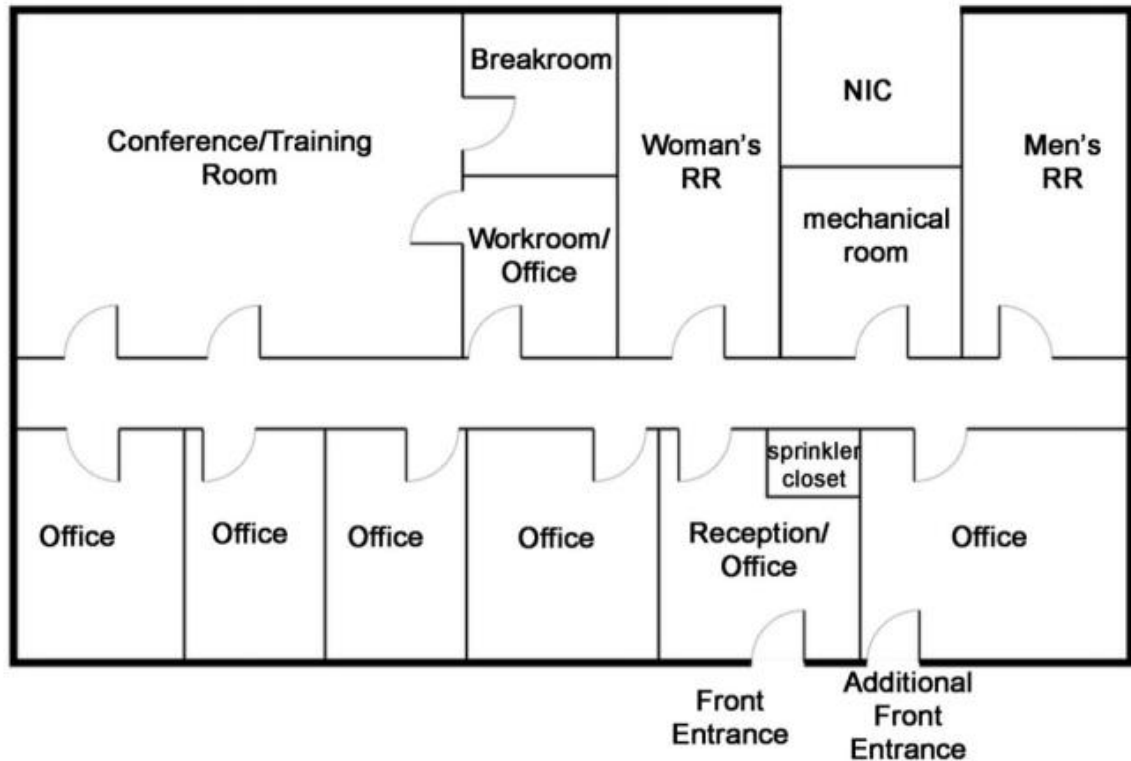 Breakroom
NIC
Conference/Training
Room
Woman's
RR
Men's
RR
Workroom/
Office
mechanical
room
sprinkler
closet
Office
Office
Office
Office
Reception/
Office
Office
Front
Entrance
Additional
Front
Entrance